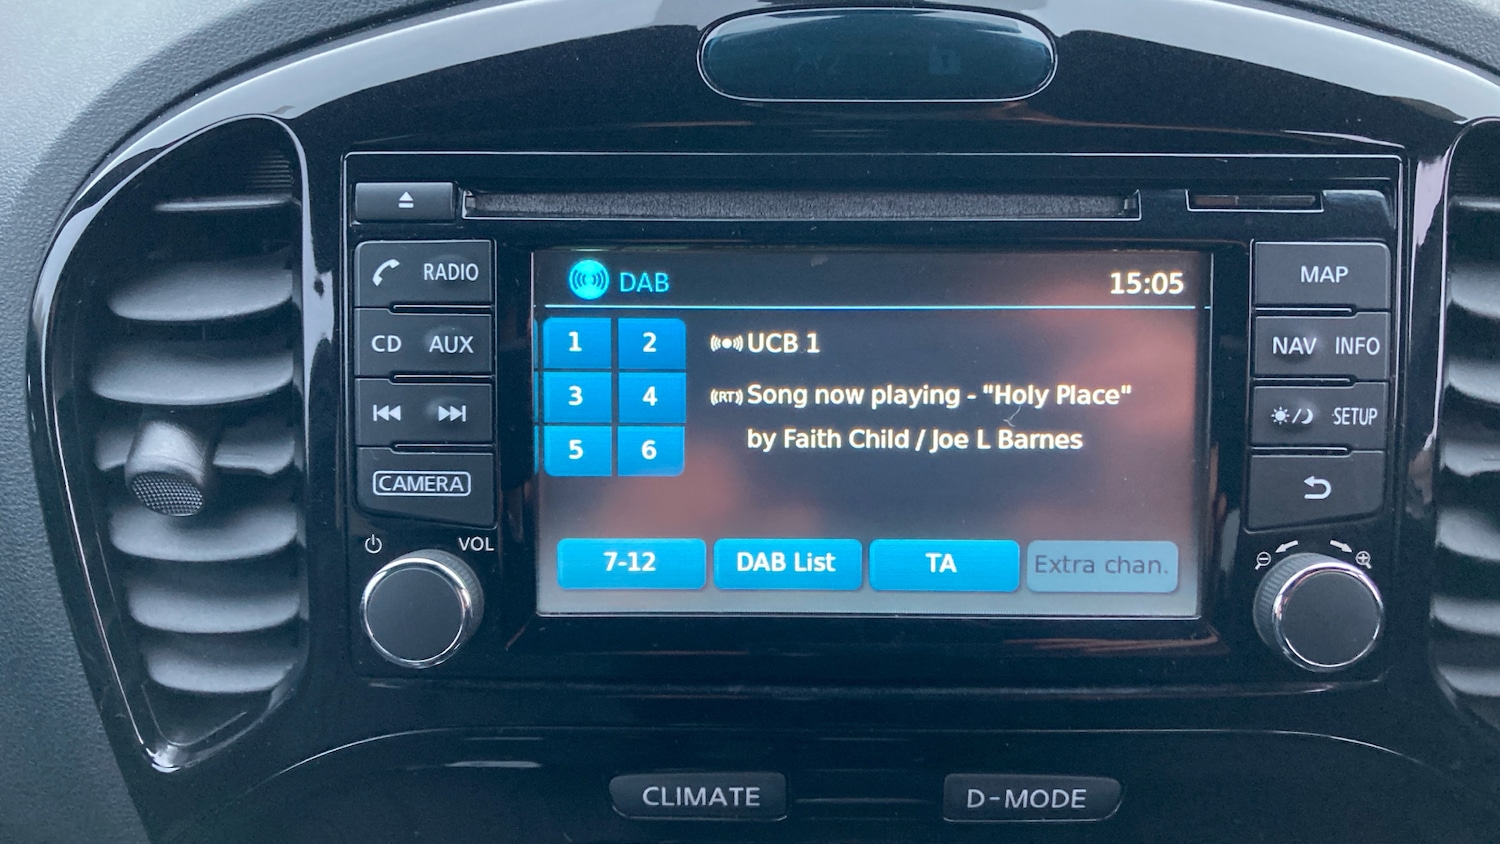 DAB 15:05
RADIO
MAP
CD AUX
NAV INFO
1 2
UCB 1
3 4
(RT) Song now playing - "Holy Place"
by Faith Child / Joe L Barnes
5 6
SETUP
CAMERA
VOL
7-12 DAB List TA Extra chan.
CLIMATE D-MODE